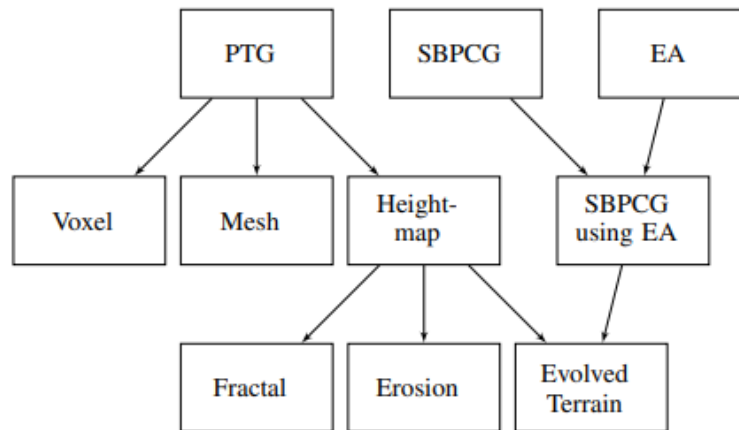 PTG
SBPCG
EA
Voxel
Mesh
Height-
map
SBPCG
using EA
Fractal
Erosion
Evolved
Terrain